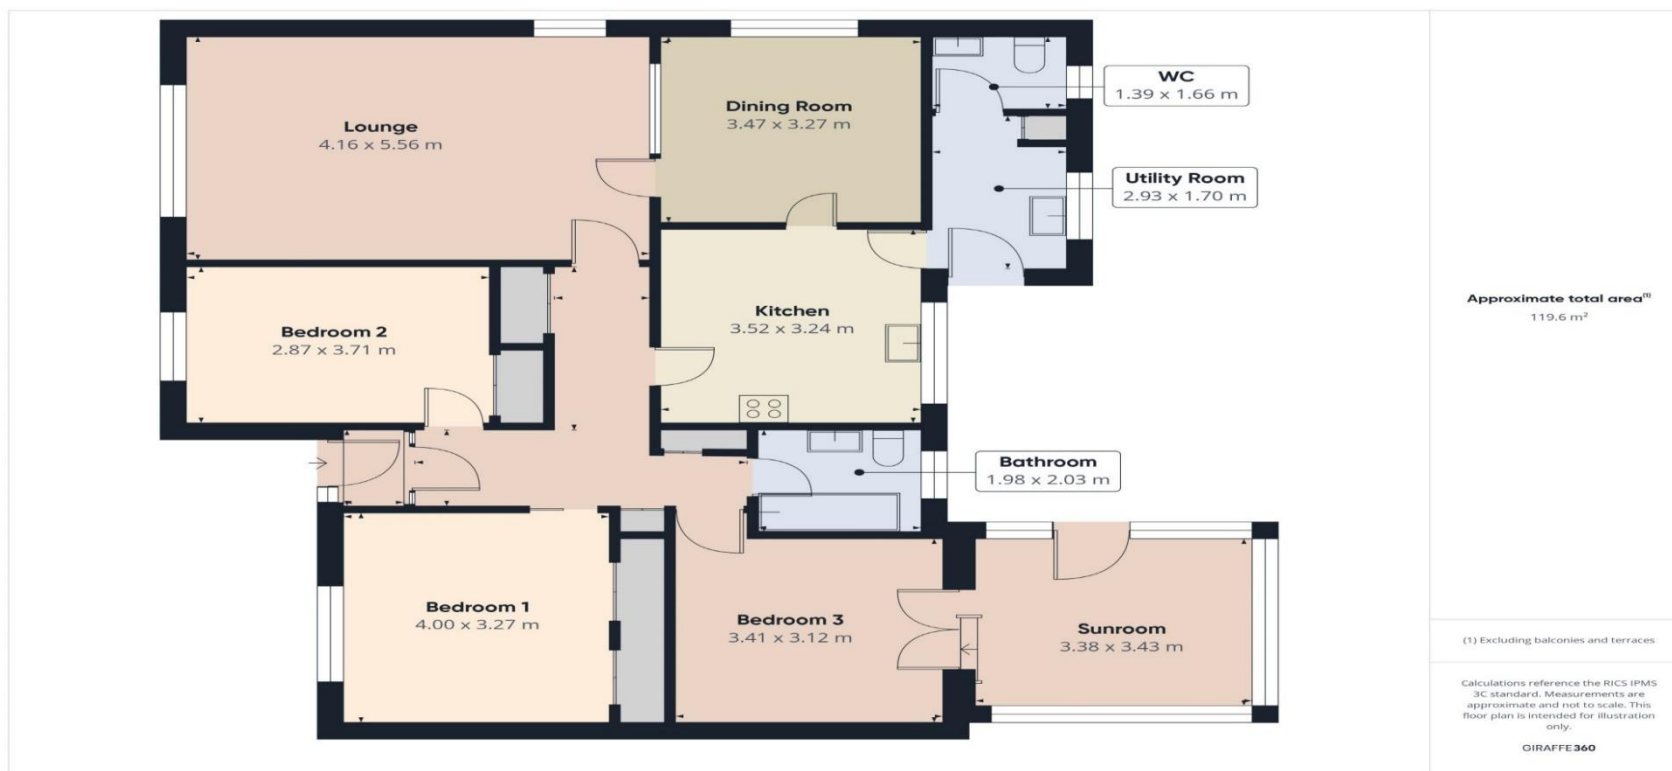 Lounge
4.16 x 5.56 m
Dining Room
3.47 x 3.27 m
WC
1.39 x 1.66 m
Utility Room
2.93 x 1.70 m
Bedroom 2
2.87 x 3.71 m
Kitchen
3.52 x 3.24 m
Bathroom
1.98 x 2.03 m
Bedroom 1
4.00 x 3.27 m
Bedroom 3
3.41 x 3.12 m
Sunroom
3.38 x 3.43 m
Approximate total area⁽¹⁾
119.6 m²
(1) Excluding balconies and terraces
Calculations reference the RICS IPMS
3C standard. Measurements are
approximate and not to scale. This
floor plan is intended for illustration
only.
GIRAFFE360